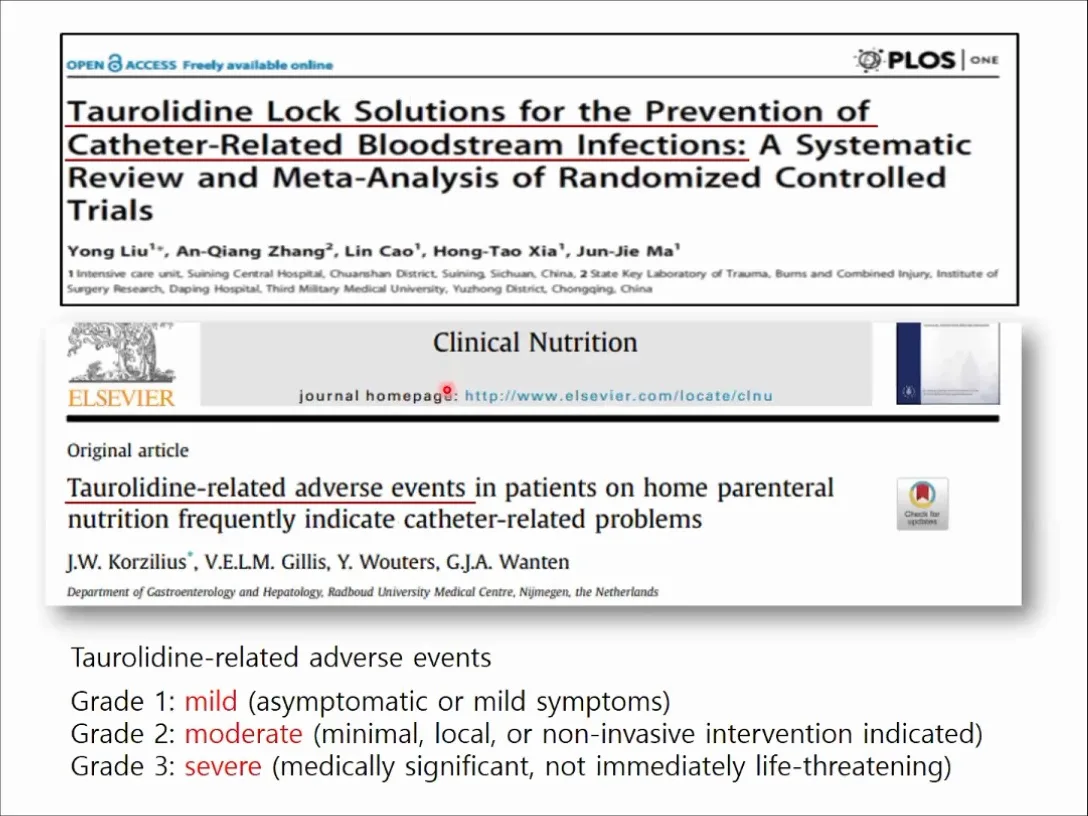 OPEN ACCESS Freely available online
PLOS | ONE
Taurolidine Lock Solutions for the Prevention of
Catheter-Related Bloodstream Infections: A Systematic
Review and Meta-Analysis of Randomized Controlled
Trials
Yong Liu1*, An-Qiang Zhang2, Lin Cao1, Hong-Tao Xia1, Jun-Jie Ma1
1 Intensive care unit, Suining Central Hospital, Chuanshan District, Suining, Sichuan, China, 2 State Key Laboratory of Trauma, Burns and Combined Injury, Institute of
Surgery Research, Daping Hospital, Third Military Medical University, Yuzhong District, Chongqing, China
Clinical Nutrition
ELSEVIER
journal homepage: http://www.elsevier.com/locate/clnu
Original article
Taurolidine-related adverse events in patients on home parenteral
nutrition frequently indicate catheter-related problems
Check for
updates
J.W. Korzilius*, V.E.L.M. Gillis, Y. Wouters, G.J.A. Wanten
Department of Gastroenterology and Hepatology, Radboud University Medical Centre, Nijmegen, the Netherlands
Taurolidine-related adverse events
Grade 1: mild (asymptomatic or mild symptoms)
Grade 2: moderate (minimal, local, or non-invasive intervention indicated)
Grade 3: severe (medically significant, not immediately life-threatening)